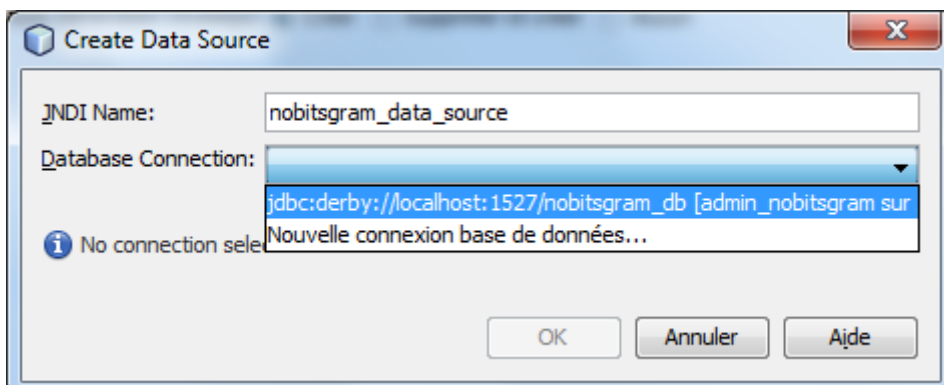 Create Data Source
JNDI Name:
nobitsgram_data_source
Database Connection:
jdbc:derby://localhost:1527/nobitsgram_db [admin_nobitsgram sur
Nouvelle connexion base de données...
No connection sele
OK Annuler Aide